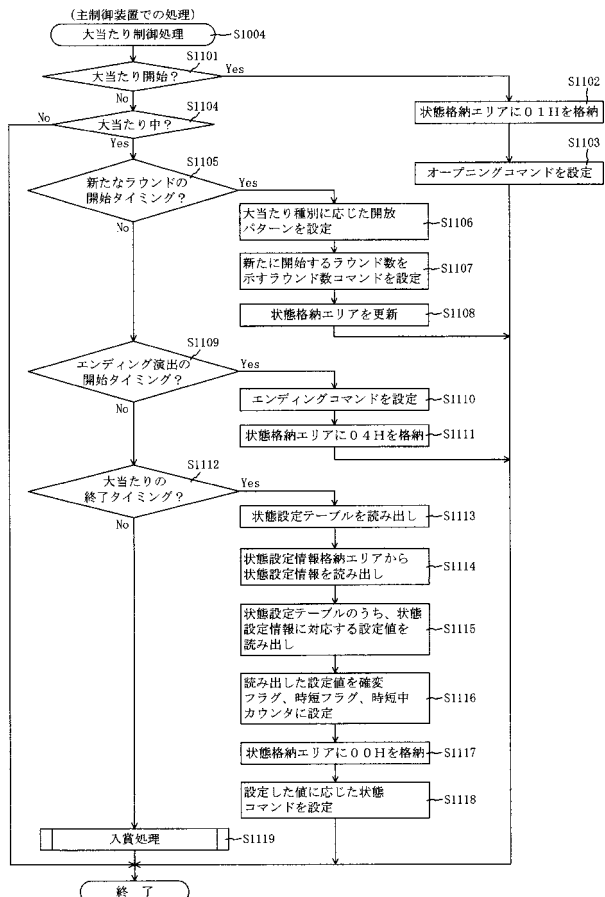 (主制御装置での処理)
大当たり制御処理
S1004
S1101
大当たり開始?
Yes
No
S1102
状態格納エリアに01Hを格納
S1103
オープニングコマンドを設定
S1104
No
大当たり中?
Yes
S1105
新たなラウンドの
開始タイミング?
Yes
No
大当たり種別に応じた開放
パターンを設定
S1106
新たに開始するラウンド数を
示すラウンド数コマンドを設定
S1107
状態格納エリアを更新
S1108
S1109
エンディング演出の
開始タイミング?
Yes
No
エンディングコマンドを設定
S1110
状態格納エリアに04Hを格納
S1111
S1112
大当たりの
終了タイミング?
Yes
No
状態設定テーブルを読み出し
S1113
状態設定情報格納エリアから
状態設定情報を読み出し
S1114
状態設定テーブルのうち、状態
設定情報に対応する設定値を
読み出し
S1115
読み出した設定値を確変
フラグ、時短フラグ、時短中
カウンタに設定
S1116
状態格納エリアに00Hを格納
S1117
設定した値に応じた状態
コマンドを設定
S1118
入賞処理
S1119
終 了